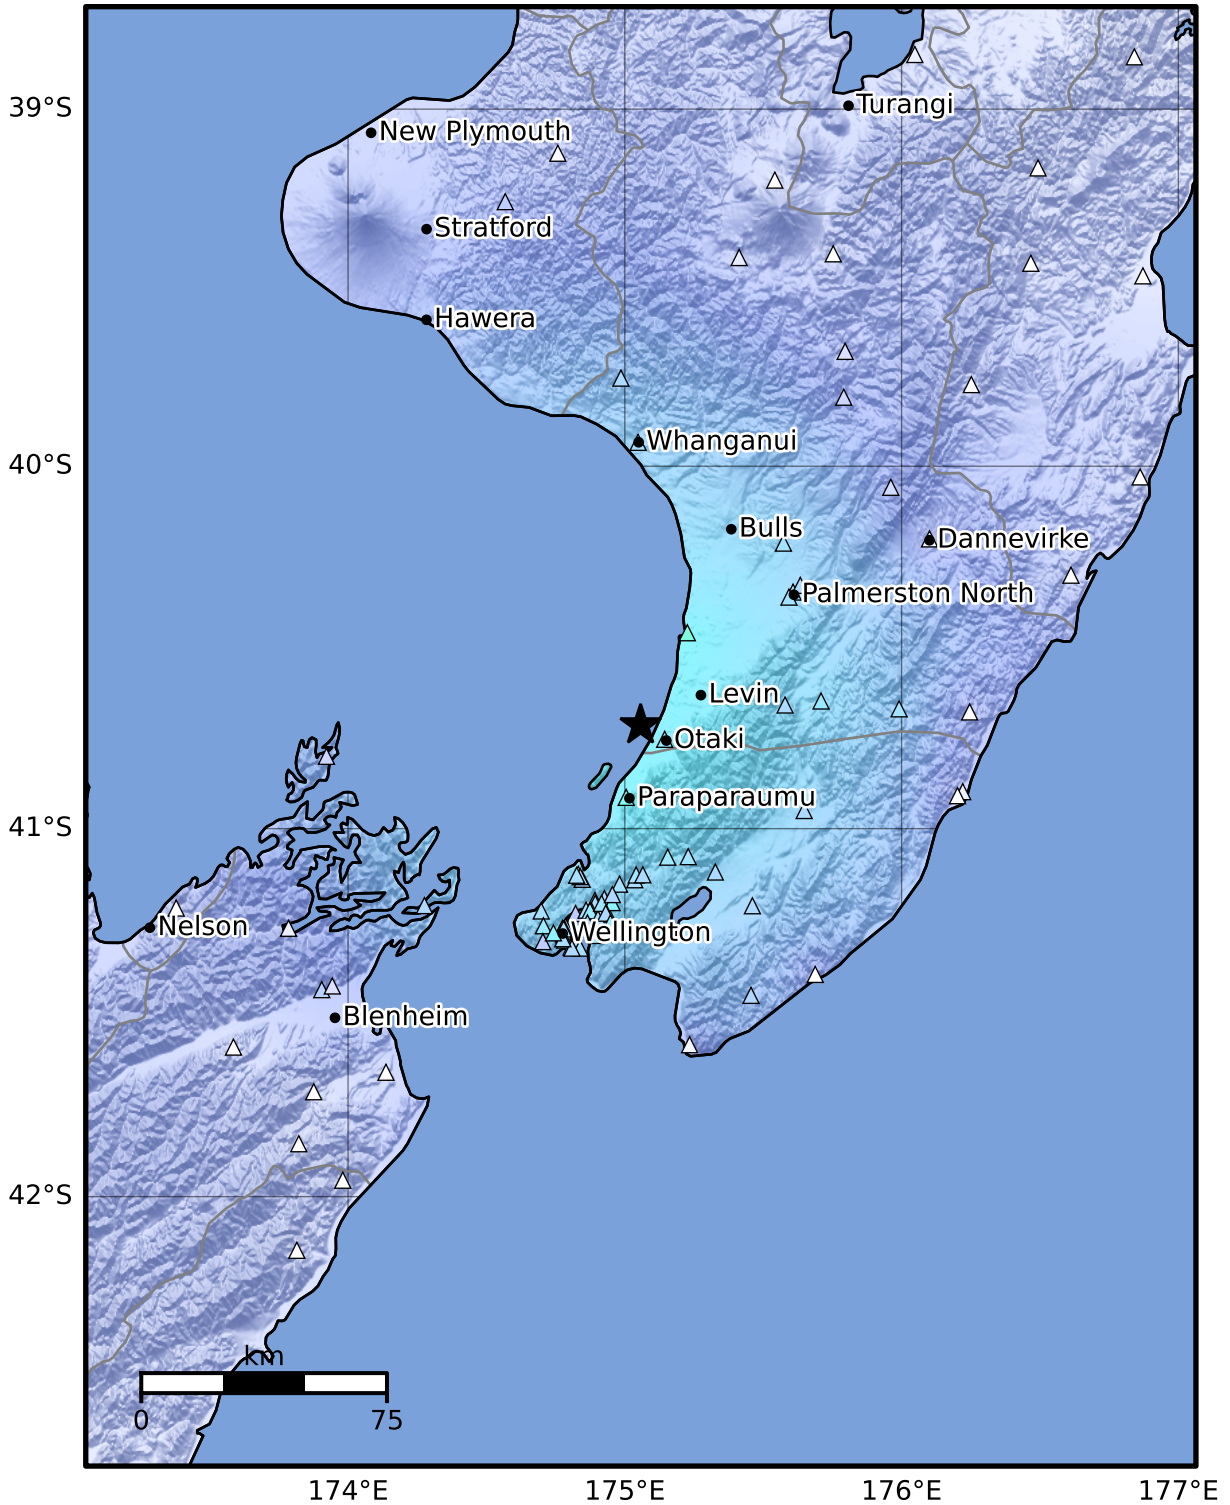 39°S
Turangi
New Plymouth
Stratford
Hawera
Whanganui
40°S
Bulls
Dannevirke
Palmerston North
Levin
Otaki
Paraparaumu
41°S
Nelson
Wellington
Blenheim
42°S
km
0 75
174°E 175°E 176°E 177°E